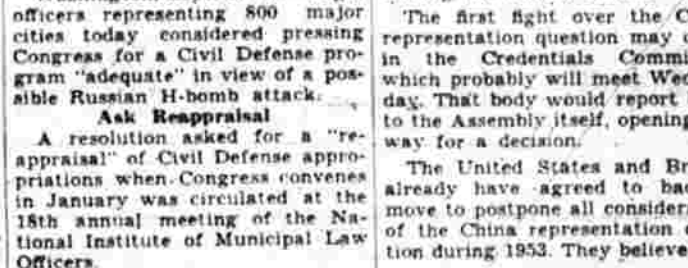 officers representing 800 major
cities today considered pressing
Congress for a Civil Defense pro-
gram "adequate" in view of a pos-
sible Russian H-bomb attack.
Ask Reappraisal
A resolution asked for a "re-
appraisal" of Civil Defense appro-
priations when Congress convenes
in January was circulated at the
18th annual meeting of the Na-
tional Institute of Municipal Law
Officers.
The first fight over the C
representation question may
in the Credentials Commi
which probably will meet Wed
day. That body would report
to the Assembly itself, opening
way for a decision.
The United States and Br
already have agreed to ba
move to postpone all consider
of the China representation
tion during 1953. They believe